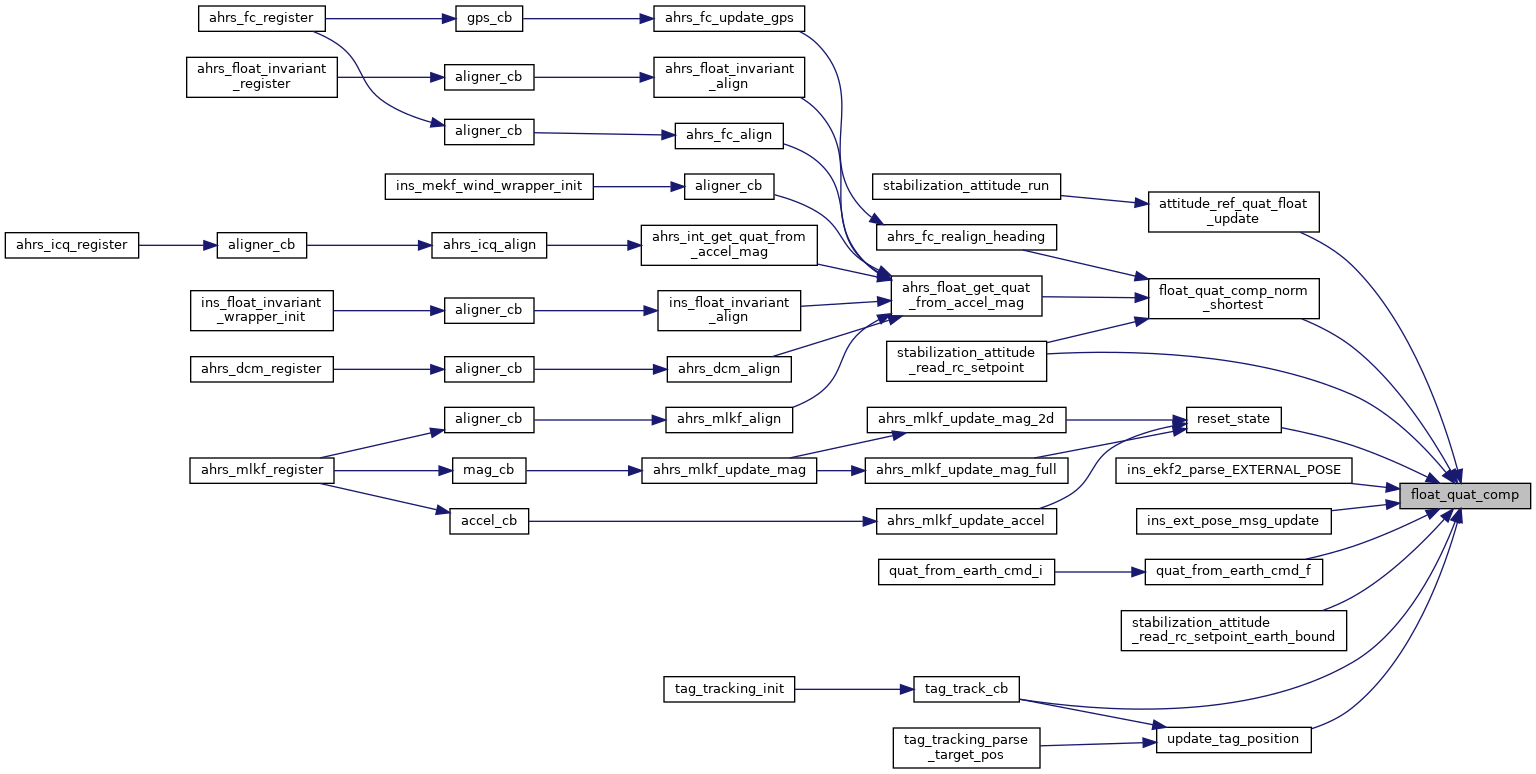 ahrs_fc_register
gps_cb
ahrs_fc_update_gps
ahrs_float_invariant
_register
aligner_cb
ahrs_float_invariant
_align
aligner_cb
ahrs_fc_align
ins_mekf_wind_wrapper_init
aligner_cb
stabilization_attitude_run
attitude_ref_quat_float
_update
ahrs_icq_register
aligner_cb
ahrs_icq_align
ahrs_int_get_quat_from
_accel_mag
ahrs_fc_realign_heading
ahrs_float_get_quat
_from_accel_mag
float_quat_comp_norm
_shortest
ins_float_invariant
_wrapper_init
aligner_cb
ins_float_invariant
_align
stabilization_attitude
_read_rc_setpoint
ahrs_dcm_register
aligner_cb
ahrs_dcm_align
aligner_cb
ahrs_mlkf_align
ahrs_mlkf_update_mag_2d
reset_state
ahrs_mlkf_register
mag_cb
ahrs_mlkf_update_mag
ahrs_mlkf_update_mag_full
ins_ekf2_parse_EXTERNAL_POSE
float_quat_comp
accel_cb
ahrs_mlkf_update_accel
ins_ext_pose_msg_update
quat_from_earth_cmd_i
quat_from_earth_cmd_f
stabilization_attitude
_read_rc_setpoint_earth_bound
tag_tracking_init
tag_track_cb
tag_tracking_parse
_target_pos
update_tag_position